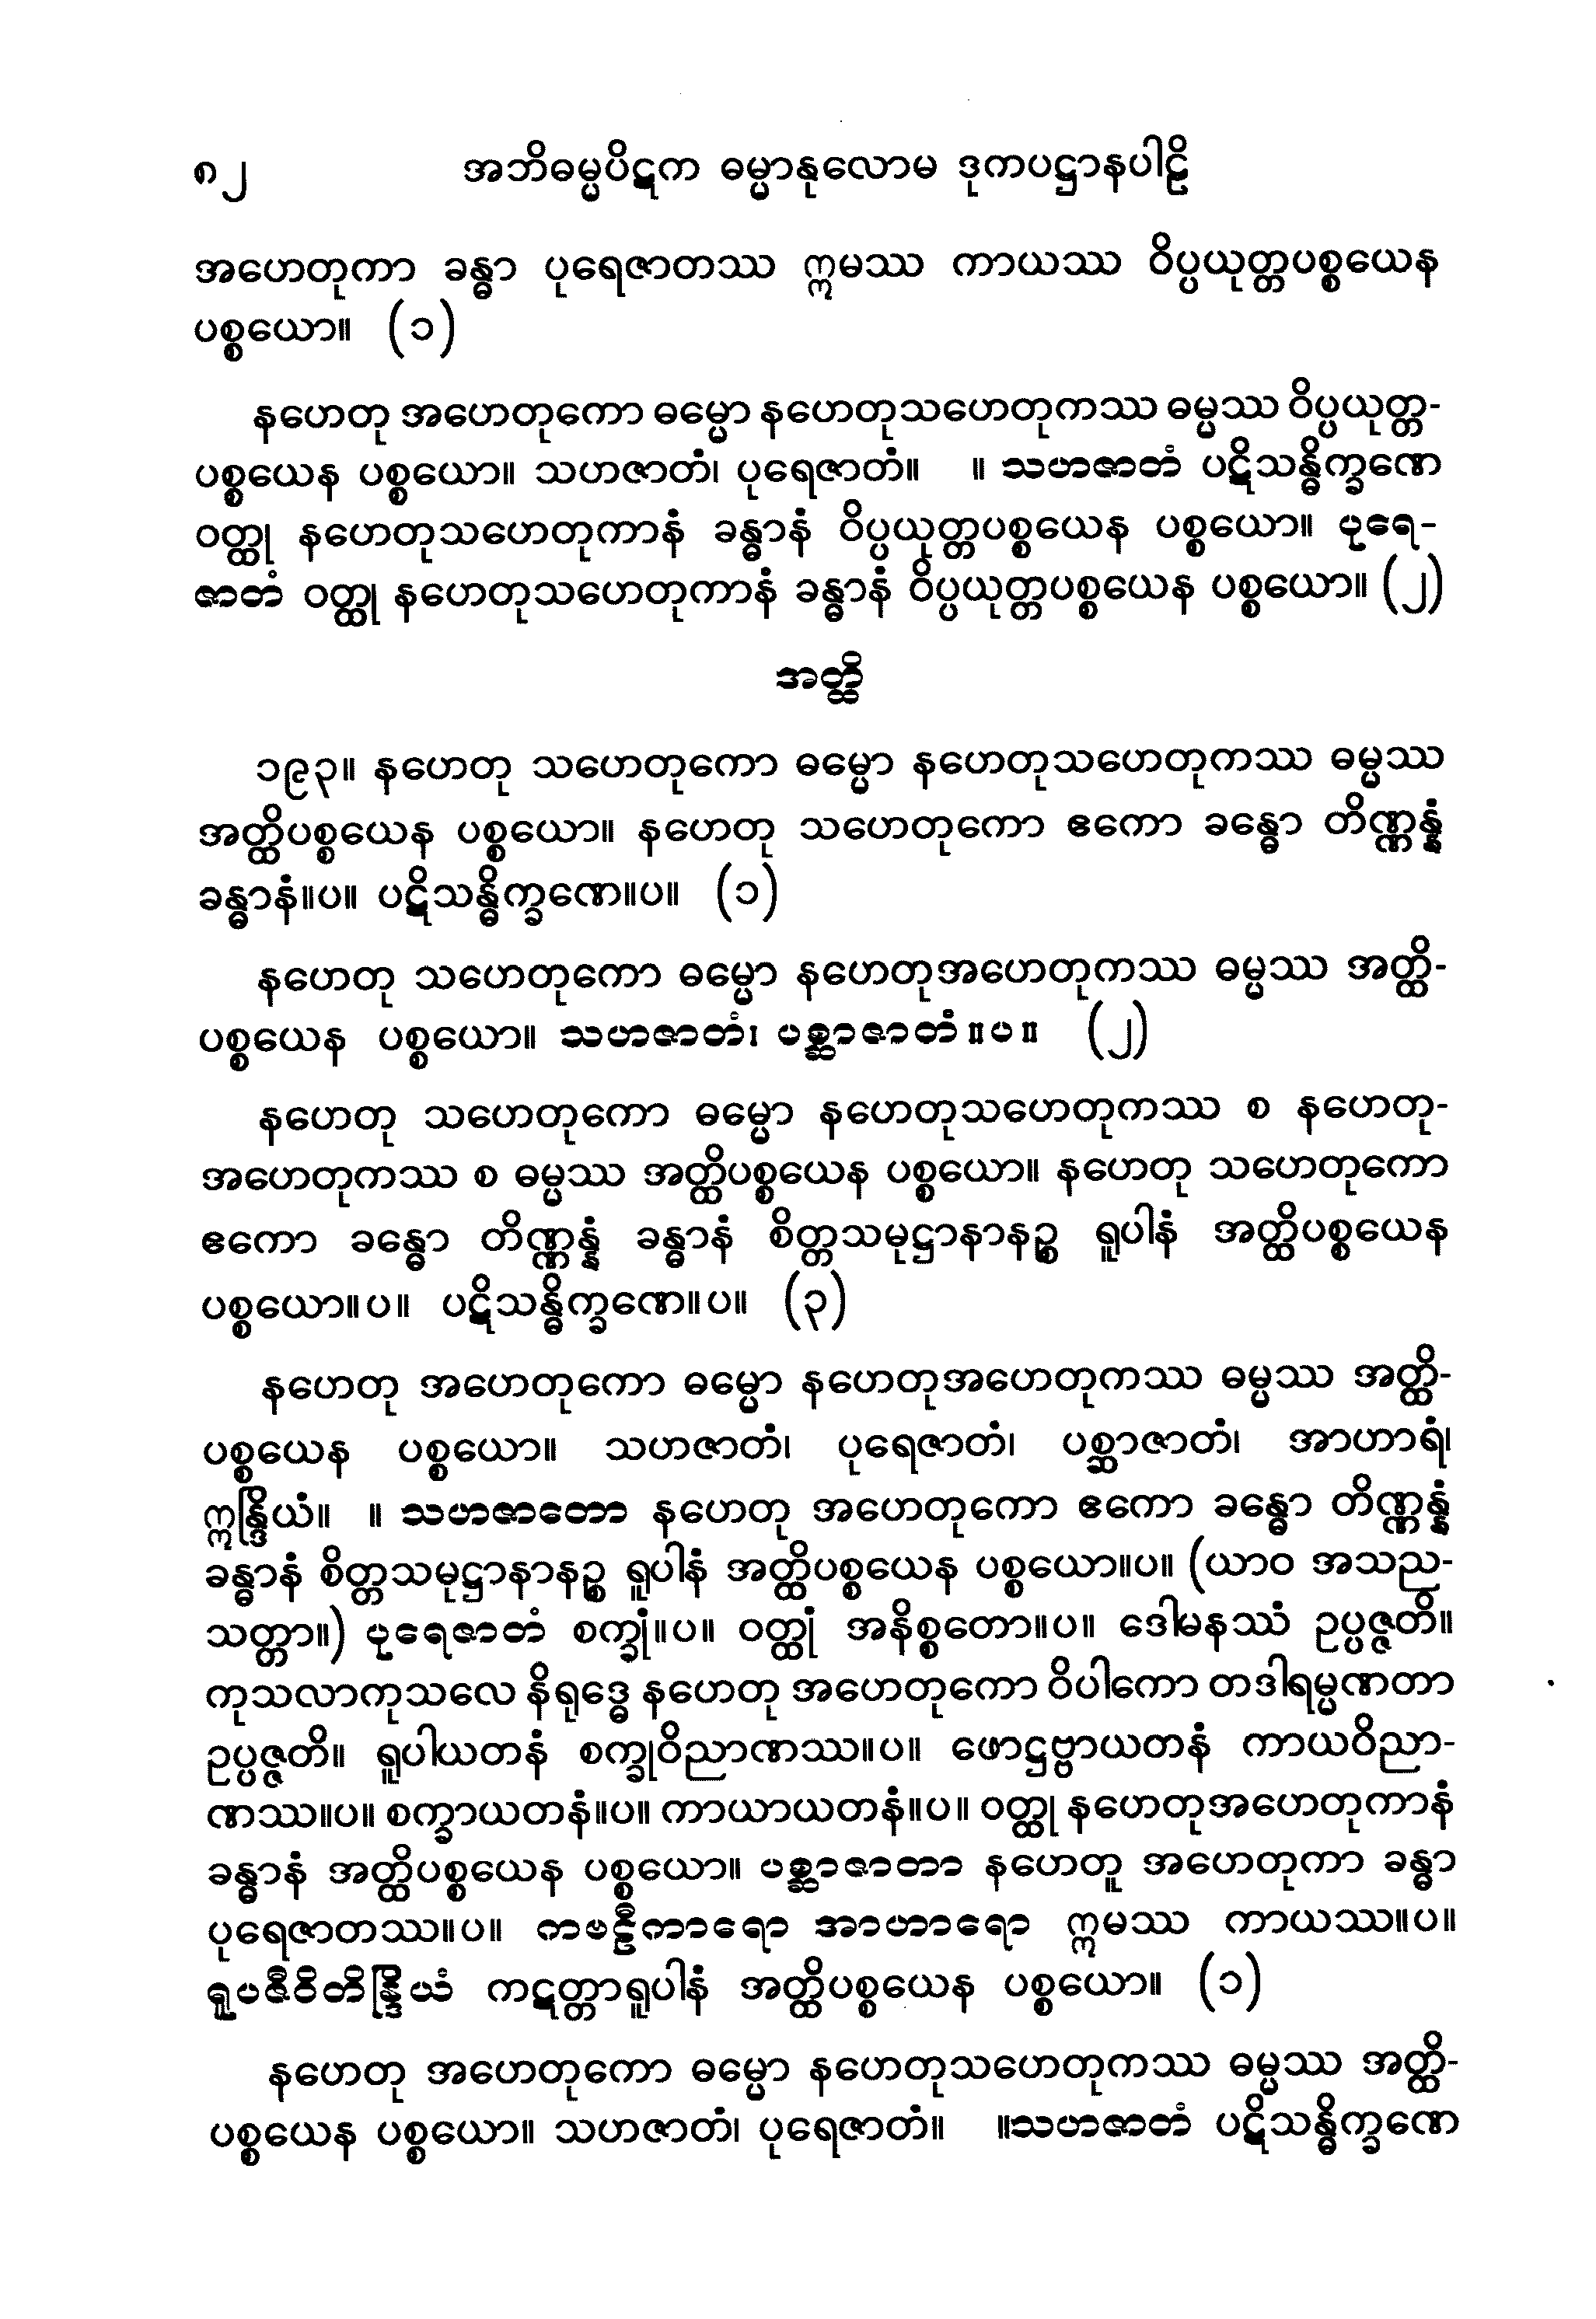 ၈၂ အဘိဓမ္မပိဋက ဓမ္မာနုလောမ ဒုကပဋ္ဌာနပါဠိ
အဟေတုကာ ခန္ဓာ ပုရေဇာတဿ ဣမဿ ကာယဿ ဝိပ္ပယုတ္တပစ္စယေန
ပစ္စယော။ (၁)
နဟေတု အဟေတုကော ဓမ္မော နဟေတုသဟေတုကဿ ဓမ္မဿ ဝိပ္ပယုတ္တ-
ပစ္စယေန ပစ္စယော။ သဟဇာတံ၊ ပုရေဇာတံ။ ။ သဟဇာတံ ပဋိသန္ဓိက္ခဏေ
ဝတ္ထု နဟေတုသဟေတုကာနံ ခန္ဓာနံ ဝိပ္ပယုတ္တပစ္စယေန ပစ္စယော။ ပုရေ-
ဇာတံ ဝတ္ထု နဟေတုသဟေတုကာနံ ခန္ဓာနံ ဝိပ္ပယုတ္တပစ္စယေန ပစ္စယော။ (၂)
အတ္ထိ
၁၉၃။ နဟေတု သဟေတုကော ဓမ္မော နဟေတုသဟေတုကဿ ဓမ္မဿ
အတ္ထိပစ္စယေန ပစ္စယော။ နဟေတု သဟေတုကော ဧကော ခန္ဓော တိဏ္ဏန္နံ
ခန္ဓာနံ။ပ။ ပဋိသန္ဓိက္ခဏေ။ပ။ (၁)
နဟေတု သဟေတုကော ဓမ္မော နဟေတုအဟေတုကဿ ဓမ္မဿ အတ္ထိ-
ပစ္စယေန ပစ္စယော။ သဟဇာတံ၊ ပစ္ဆာဇာတံ။ပ။ (၂)
နဟေတု သဟေတုကော ဓမ္မော နဟေတုသဟေတုကဿ စ နဟေတု-
အဟေတုကဿ စ ဓမ္မဿ အတ္ထိပစ္စယေန ပစ္စယော။ နဟေတု သဟေတုကော
ဧကော ခန္ဓော တိဏ္ဏန္နံ ခန္ဓာနံ စိတ္တသမုဋ္ဌာနာနဉ္စ ရူပါနံ အတ္ထိပစ္စယေန
ပစ္စယော။ပ။ ပဋိသန္ဓိက္ခဏေ။ပ။ (၃)
နဟေတု အဟေတုကော ဓမ္မော နဟေတုအဟေတုကဿ ဓမ္မဿ အတ္ထိ-
ပစ္စယေန ပစ္စယော။ သဟဇာတံ၊ ပုရေဇာတံ၊ ပစ္ဆာဇာတံ၊ အာဟာရံ၊
ဣန္ဒြိယံ။ ။ သဟဇာတော နဟေတု အဟေတုကော ဧကော ခန္ဓော တိဏ္ဏန္နံ
ခန္ဓာနံ စိတ္တသမုဋ္ဌာနာနဉ္စ ရူပါနံ အတ္ထိပစ္စယေန ပစ္စယော။ပ။ (ယာဝ အသည-
သတ္တာ။) ပုရေဇာတံ စက္ခုံ။ပ။ ဝတ္ထုံ အနိစ္စတော။ပ။ ဒေါမနဿံ ဥပ္ပဇ္ဇတိ။
ကုသလာကုသလေ နိရုဒ္ဓေ နဟေတု အဟေတုကော ဝိပါကော တဒါရမ္မဏတာ
ဥပ္ပဇ္ဇတိ။ ရူပါယတနံ စက္ခုဝိညာဏဿ။ပ။ ဖောဋ္ဌဗ္ဗာယတနံ ကာယဝိညာ-
ဏဿ။ပ။ စက္ခာယတနံ။ပ။ ကာယာယတနံ။ပ။ ဝတ္ထု နဟေတုအဟေတုကာနံ
ခန္ဓာနံ အတ္ထိပစ္စယေန ပစ္စယော။ ပစ္ဆာဇာတာ နဟေတူ အဟေတုကာ ခန္ဓာ
ပုရေဇာတဿ။ပ။ ကဗဠီကာရော အာဟာရော ဣမဿ ကာယဿ။ပ။
ရူပဇီဝိတိန္ဒြိယံ ကဋတ္တာရူပါနံ အတ္ထိပစ္စယေန ပစ္စယော။ (၁)
နဟေတု အဟေတုကော ဓမ္မော နဟေတုသဟေတုကဿ ဓမ္မဿ အတ္ထိ-
ပစ္စယေန ပစ္စယော။ သဟဇာတံ၊ ပုရေဇာတံ။ ။သဟဇာတံ ပဋိသန္ဓိက္ခဏေ